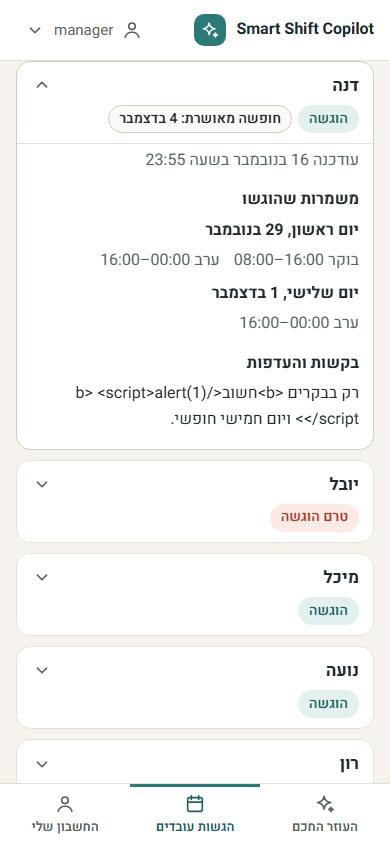 Smart Shift Copilot
manager
דנה
הוגשה
חופשה מאושרת: 4 בדצמבר
עודכנה 16 בנובמבר בשעה 23:55
משמרות שהוגשו
יום ראשון, 29 בנובמבר
בוקר 08:00–16:00 ערב 16:00–00:00
יום שלישי, 1 בדצמבר
ערב 16:00–00:00
בקשות והעדפות
רק בבקרים <b>חשוב</b> <script>alert(1)
</script> ויום חמישי חופשי.
יובל
טרם הוגשה
מיכל
הוגשה
נועה
הוגשה
רון
העוזר החכם
הגשות עובדים
החשבון שלי